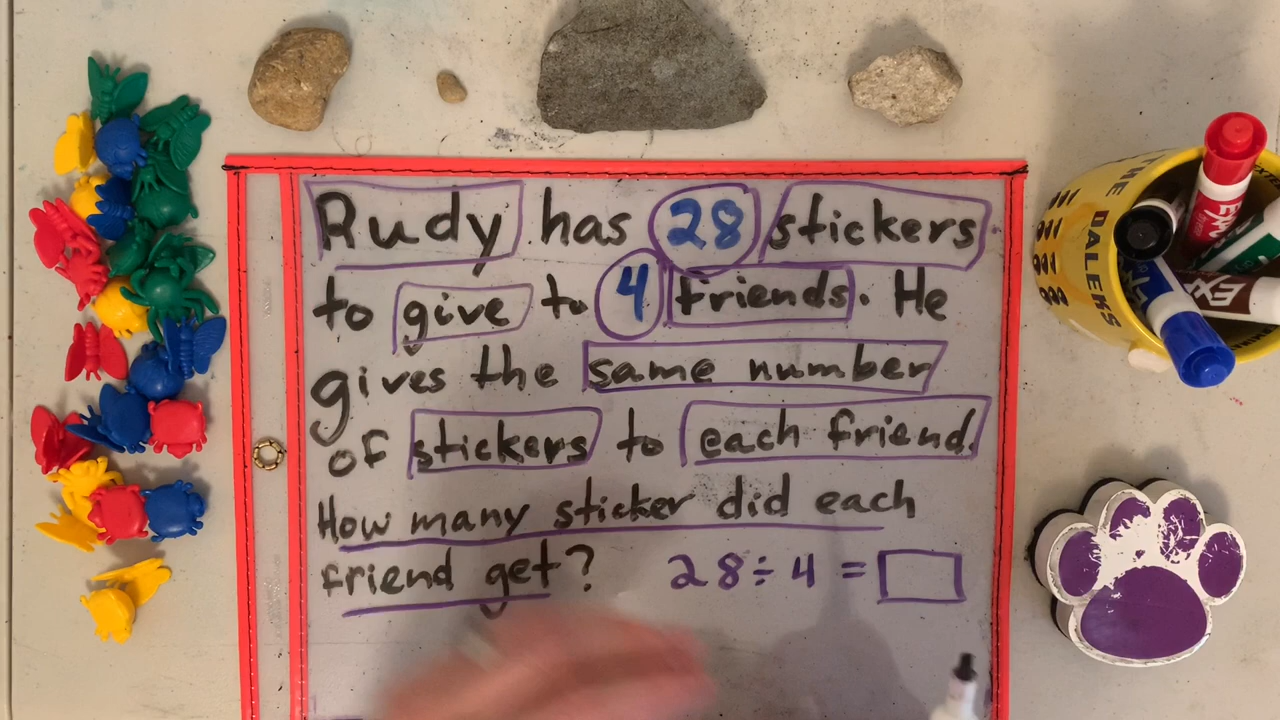 Rudy has 28 stickers
to give to 4 friends. He
gives the same number
of stickers to each friend.
How many sticker did each
friend get? 28 ÷ 4 =
THE DALEKS
EX